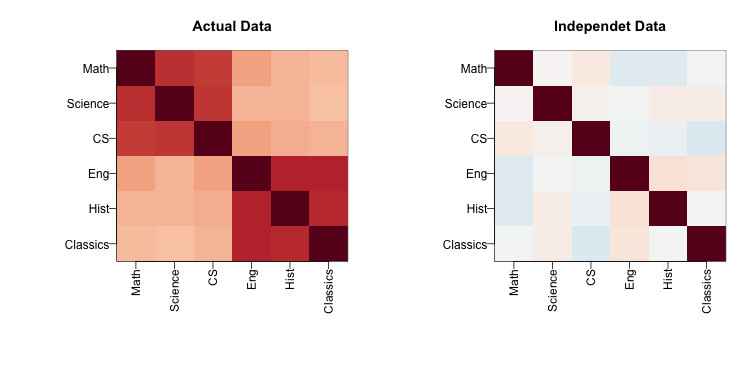 Actual Data
Math
Science
CS
Eng
Hist
Classics
Math
Science
CS
Eng
Hist
Classics
Independet Data
Math
Science
CS
Eng
Hist
Classics
Math
Science
CS
Eng
Hist
Classics